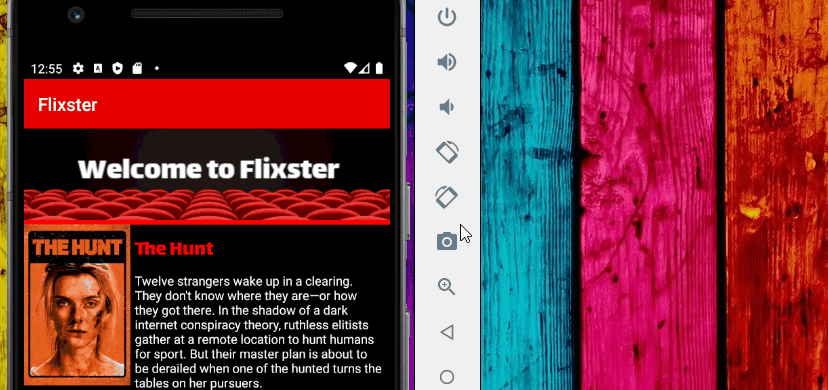 12:55
Flixster
Welcome to Flixster
THE HUNT
The Hunt
Twelve strangers wake up in a clearing.
They don't know where they are—or how
they got there. In the shadow of a dark
internet conspiracy theory, ruthless elitists
gather at a remote location to hunt humans
for sport. But their master plan is about to
be derailed when one of the hunted turns the
tables on her pursuers.